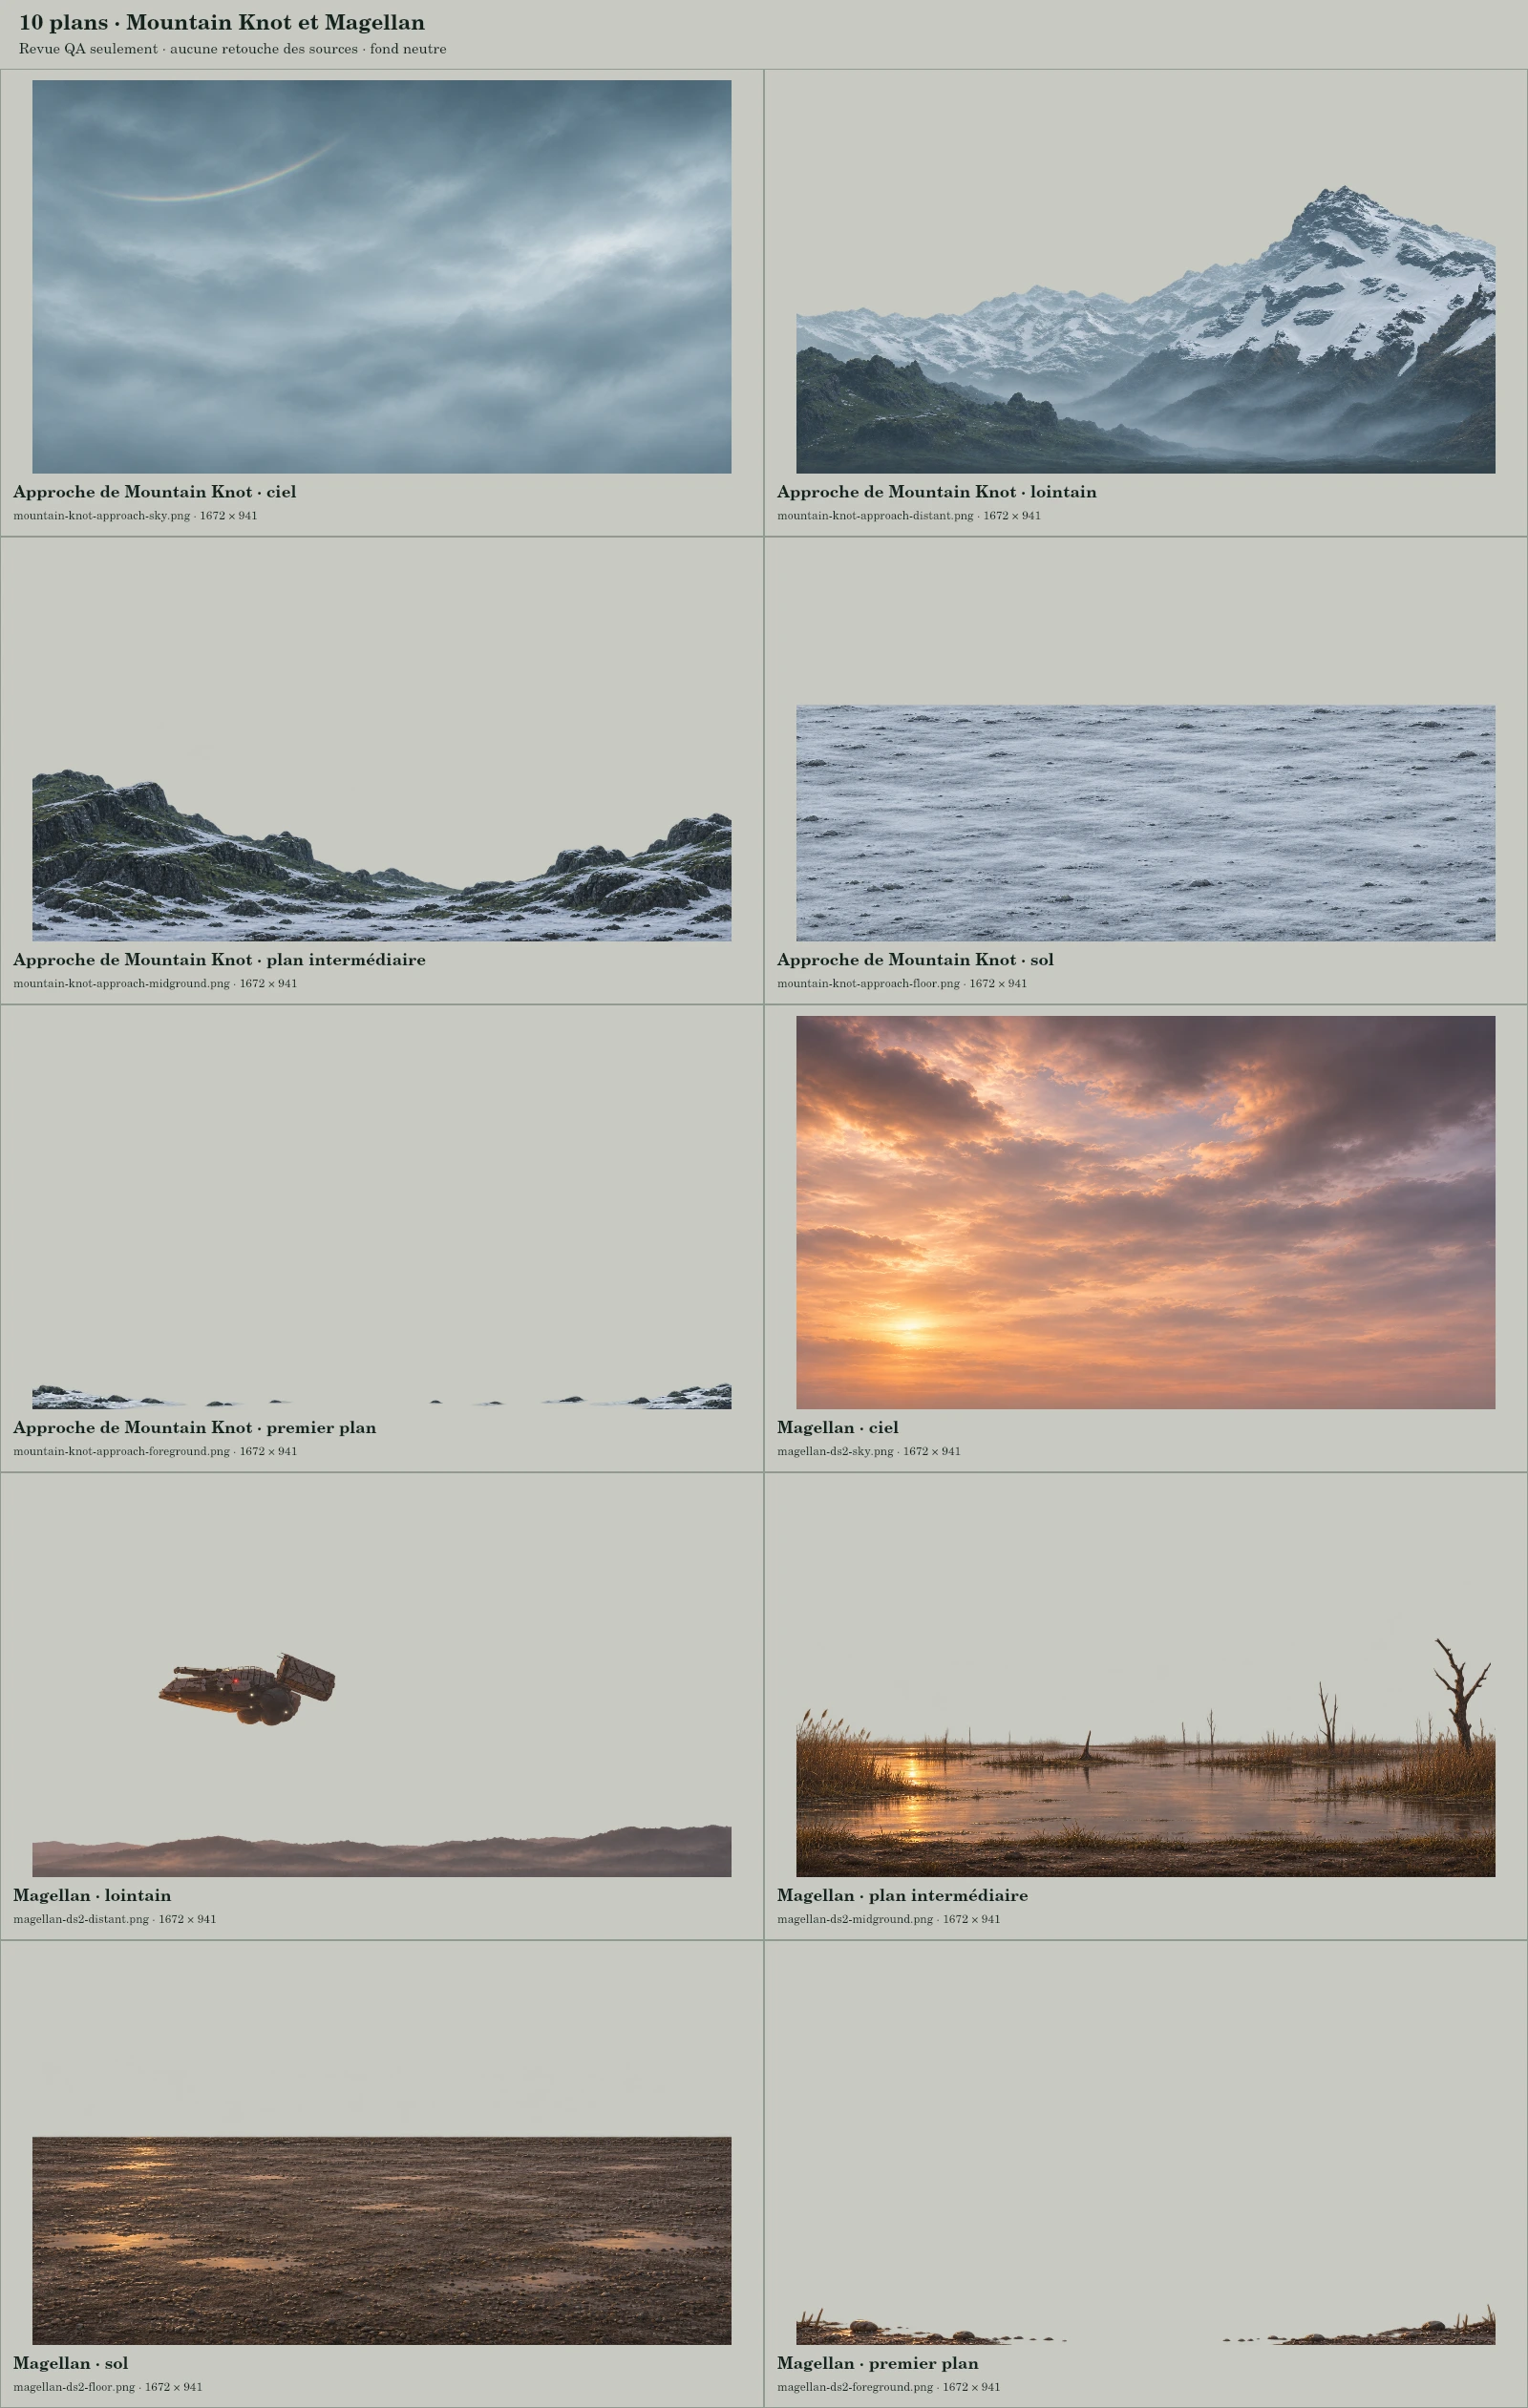 10 plans · Mountain Knot et Magellan
Revue QA seulement · aucune retouche des sources · fond neutre
Approche de Mountain Knot · ciel
mountain-knot-approach-sky.png · 1672 × 941
Approche de Mountain Knot · lointain
mountain-knot-approach-distant.png · 1672 × 941
Approche de Mountain Knot · plan intermédiaire
mountain-knot-approach-midground.png · 1672 × 941
Approche de Mountain Knot · sol
mountain-knot-approach-floor.png · 1672 × 941
Approche de Mountain Knot · premier plan
mountain-knot-approach-foreground.png · 1672 × 941
Magellan · ciel
magellan-ds2-sky.png · 1672 × 941
Magellan · lointain
magellan-ds2-distant.png · 1672 × 941
Magellan · plan intermédiaire
magellan-ds2-midground.png · 1672 × 941
Magellan · sol
magellan-ds2-floor.png · 1672 × 941
Magellan · premier plan
magellan-ds2-foreground.png · 1672 × 941